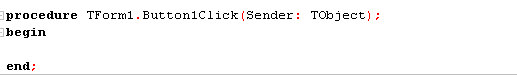 procedure TForm1.Button1Click(Sender: TObject);
begin
end;